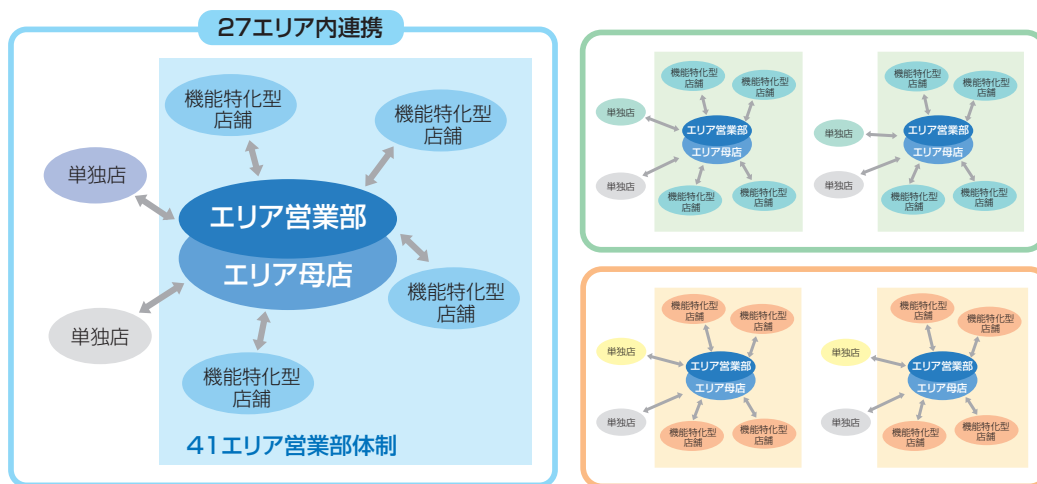 27エリア内連携
機能特化型
店舗
機能特化型
店舗
単独店
エリア営業部
エリア母店
機能特化型
店舗
単独店
機能特化型
店舗
41エリア営業部体制
機能特化型
店舗
機能特化型
店舗
単独店
エリア営業部
エリア母店
単独店
機能特化型
店舗
機能特化型
店舗
機能特化型
店舗
機能特化型
店舗
単独店
エリア営業部
エリア母店
単独店
機能特化型
店舗
機能特化型
店舗
機能特化型
店舗
機能特化型
店舗
単独店
エリア営業部
エリア母店
単独店
機能特化型
店舗
機能特化型
店舗
機能特化型
店舗
機能特化型
店舗
単独店
エリア営業部
エリア母店
単独店
機能特化型
店舗
機能特化型
店舗